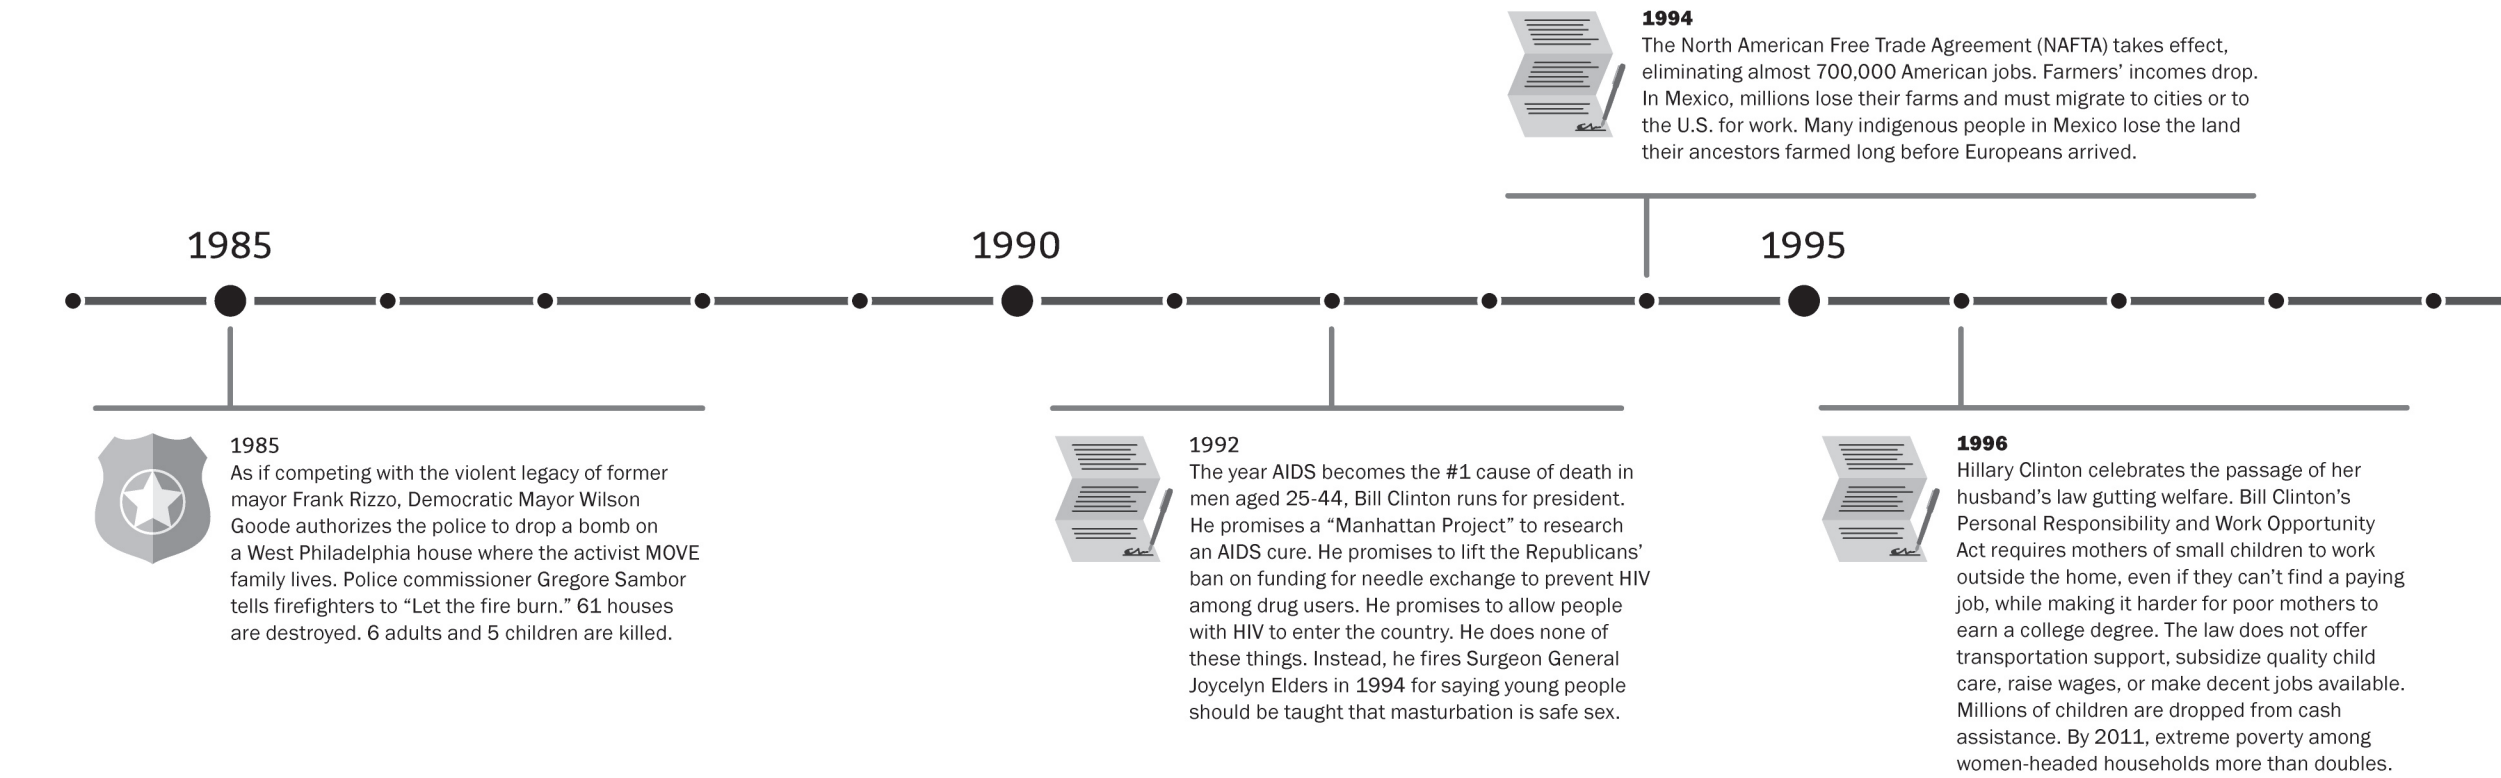 1994
The North American Free Trade Agreement (NAFTA) takes effect,
eliminating almost 700,000 American jobs. Farmers’ incomes drop.
In Mexico, millions lose their farms and must migrate to cities or to
the U.S. for work. Many indigenous people in Mexico lose the land
their ancestors farmed long before Europeans arrived.
1985
1990
1995
1985
As if competing with the violent legacy of former
mayor Frank Rizzo, Democratic Mayor Wilson
Goode authorizes the police to drop a bomb on
a West Philadelphia house where the activist MOVE
family lives. Police commissioner Gregore Sambor
tells firefighters to “Let the fire burn.” 61 houses
are destroyed. 6 adults and 5 children are killed.
1992
The year AIDS becomes the #1 cause of death in
men aged 25-44, Bill Clinton runs for president.
He promises a “Manhattan Project” to research
an AIDS cure. He promises to lift the Republicans’
ban on funding for needle exchange to prevent HIV
among drug users. He promises to allow people
with HIV to enter the country. He does none of
these things. Instead, he fires Surgeon General
Joycelyn Elders in 1994 for saying young people
should be taught that masturbation is safe sex.
1996
Hillary Clinton celebrates the passage of her
husband’s law gutting welfare. Bill Clinton’s
Personal Responsibility and Work Opportunity
Act requires mothers of small children to work
outside the home, even if they can’t find a paying
job, while making it harder for poor mothers to
earn a college degree. The law does not offer
transportation support, subsidize quality child
care, raise wages, or make decent jobs available.
Millions of children are dropped from cash
assistance. By 2011, extreme poverty among
women-headed households more than doubles.